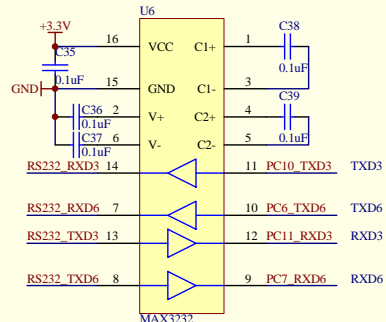 U6
+3.3V
16 VCC C1+ 1 C38
C35
0.1uF 0.1uF
GND 15 GND C1- 3
C36 2 V+ C2+ 4 C39
0.1uF
C37 6 V- C2- 5 0.1uF
0.1uF
RS232_RXD3 14 11 PC10_TXD3 TXD3
RS232_RXD6 7 10 PC6_TXD6 TXD6
RS232_TXD3 13 12 PC11_RXD3 RXD3
RS232_TXD6 8 9 PC7_RXD6 RXD6
MAX3232